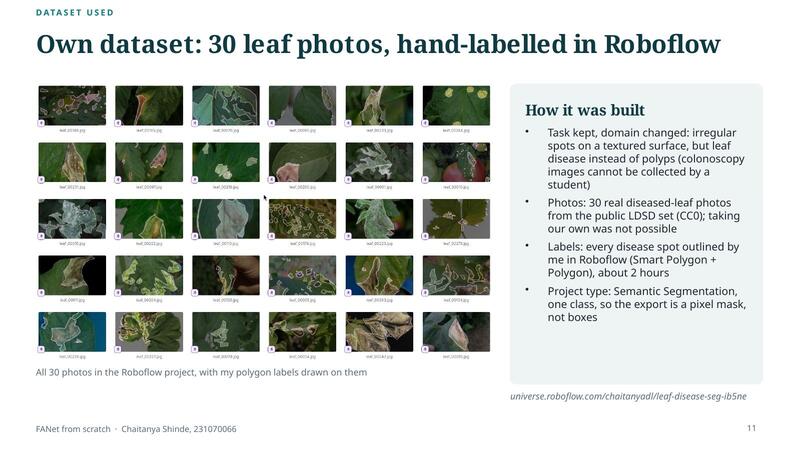 DATASET USED
Own dataset: 30 leaf photos, hand-labelled in Roboflow
How it was built
• Task kept, domain changed: irregular
spots on a textured surface, but leaf
disease instead of polyps (colonoscopy
images cannot be collected by a
student)
• Photos: 30 real diseased-leaf photos
from the public LDSD set (CC0); taking
our own was not possible
• Labels: every disease spot outlined by
me in Roboflow (Smart Polygon +
Polygon), about 2 hours
• Project type: Semantic Segmentation,
one class, so the export is a pixel mask,
not boxes
All 30 photos in the Roboflow project, with my polygon labels drawn on them
universe.roboflow.com/chaitanyadl/leaf-disease-seg-ib5ne
FANet from scratch · Chaitanya Shinde, 231070066
11